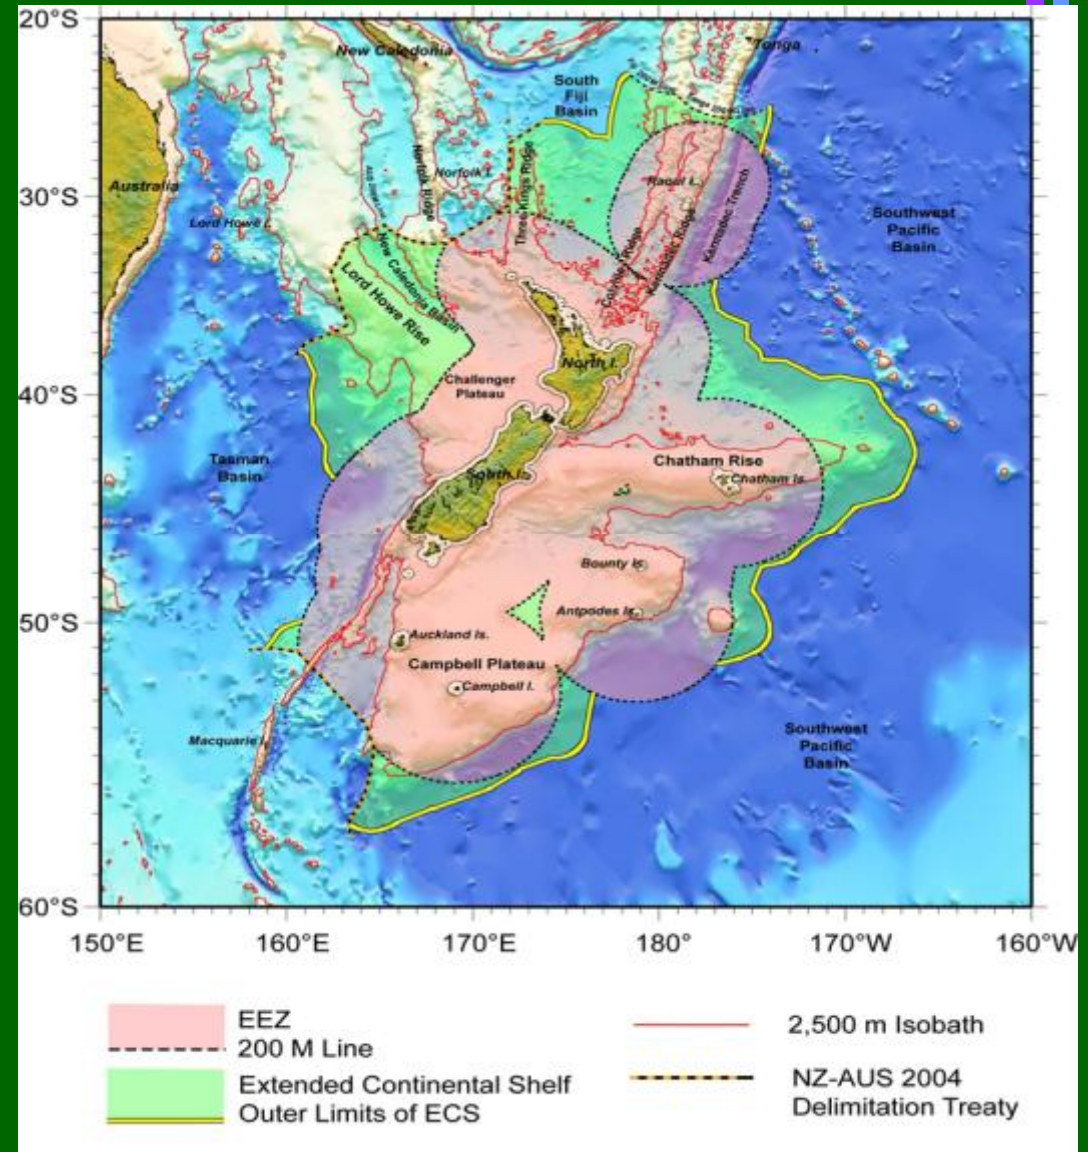 20°S
New Caledonia
Tonga
South
Fiji
Basin
Australia
Norfolk Ridge
Norfolk I.
Three Kings Ridge
Raoul I.
Kermadec Trench
30°S
Lord Howe I.
Southwest
Pacific
Basin
Colville Ridge
Kermadec Ridge
New Caledonia Basin
Lord Howe Rise
North I.
Challenger
Plateau
40°S
Tasman
Basin
South Is.
Chatham Rise
Chatham Is.
Bounty Is.
Antpodes Is.
50°S
Auckland Is.
Campbell Plateau
Campbell I.
Macquarie I.
Southwest
Pacific
Basin
60°S
150°E
160°E
170°E
180°
170°W
160°W
EEZ
200 M Line
Extended Continental Shelf
Outer Limits of ECS
2,500 m Isobath
NZ-AUS 2004
Delimitation Treaty